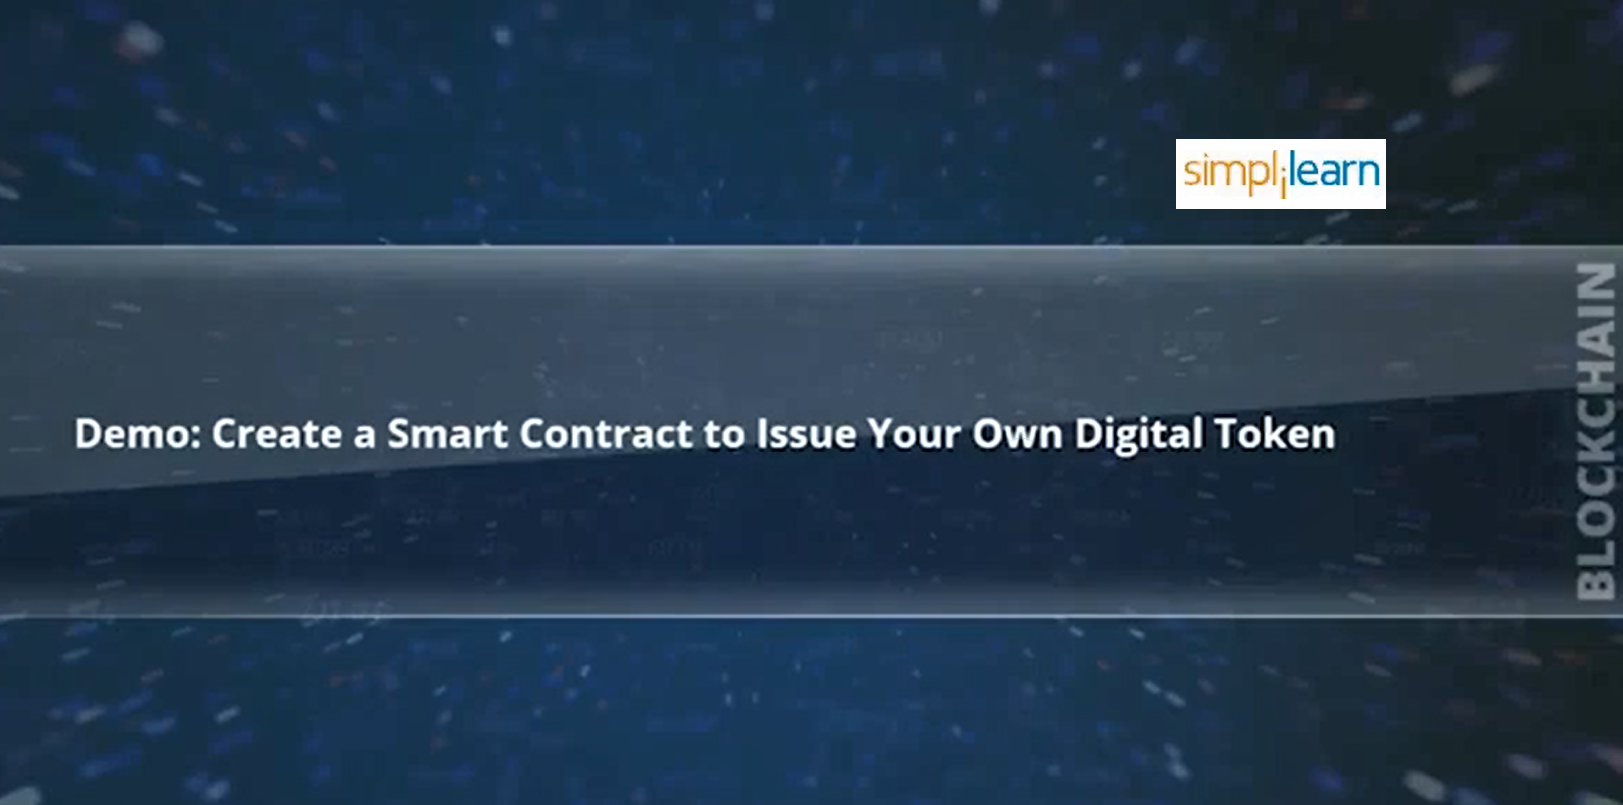 simplilearn
Demo: Create a Smart Contract to Issue Your Own Digital Token
BLOCKCHAIN